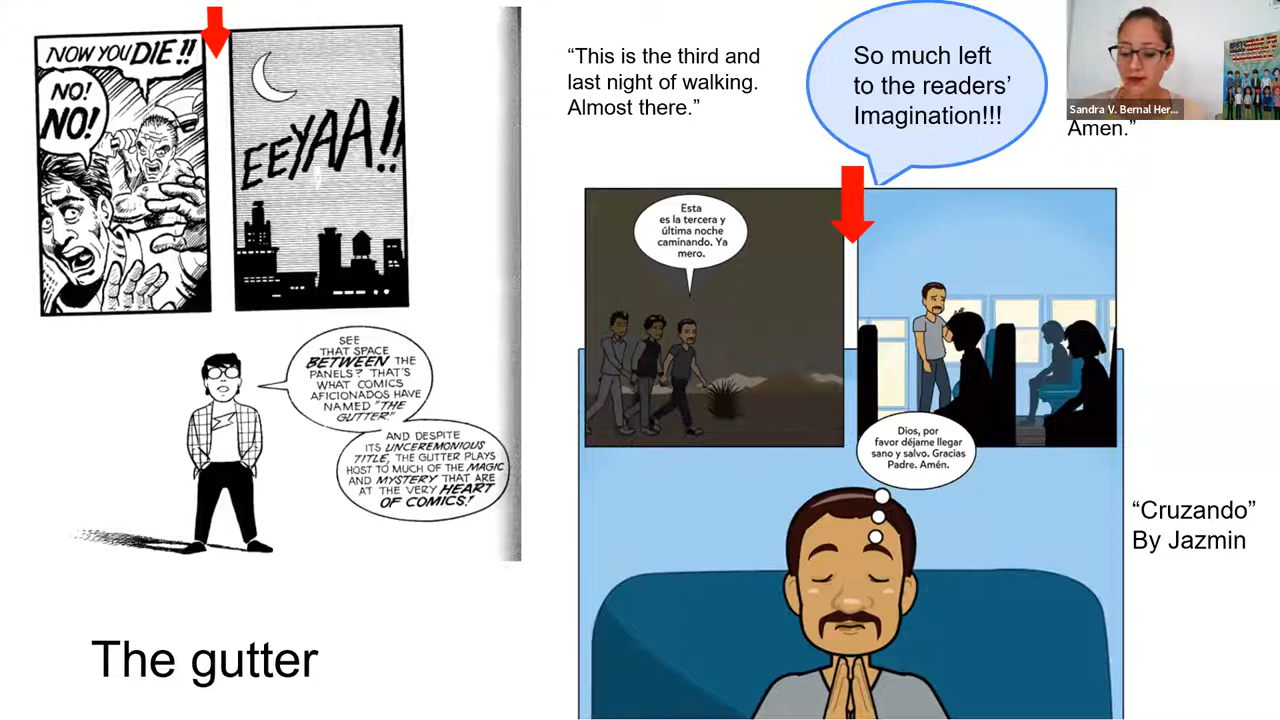 NOW YOU DIE!!
NO!
NO!
EEYAA!!
SEE
THAT SPACE
BETWEEN THE
PANELS? THAT'S
WHAT COMICS
AFICIONADOS HAVE
NAMED "THE
GUTTER."
AND DESPITE
ITS UNCEREMONIOUS
TITLE, THE GUTTER PLAYS
HOST TO MUCH OF THE MAGIC
AND MYSTERY THAT ARE
AT THE VERY HEART
OF COMICS!
The gutter
“This is the third and
last night of walking.
Almost there.”
So much left
to the readers’
Imagination!!!
Sandra V. Bernal Her...
Amen.”
Esta
es la tercera y
última noche
caminando. Ya
mero.
Dios, por
favor déjame llegar
sano y salvo. Gracias
Padre. Amén.
“Cruzando”
By Jazmin